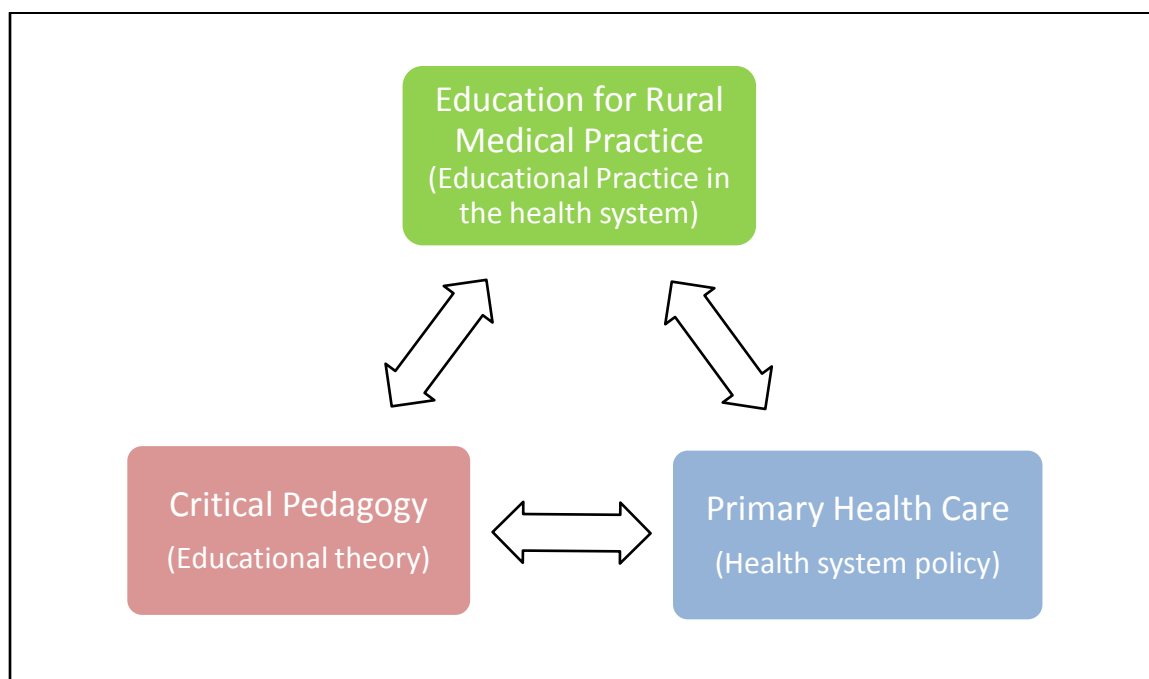 Education for Rural
Medical Practice
(Educational Practice in
the health system)
Critical Pedagogy
(Educational theory)
Primary Health Care
(Health system policy)